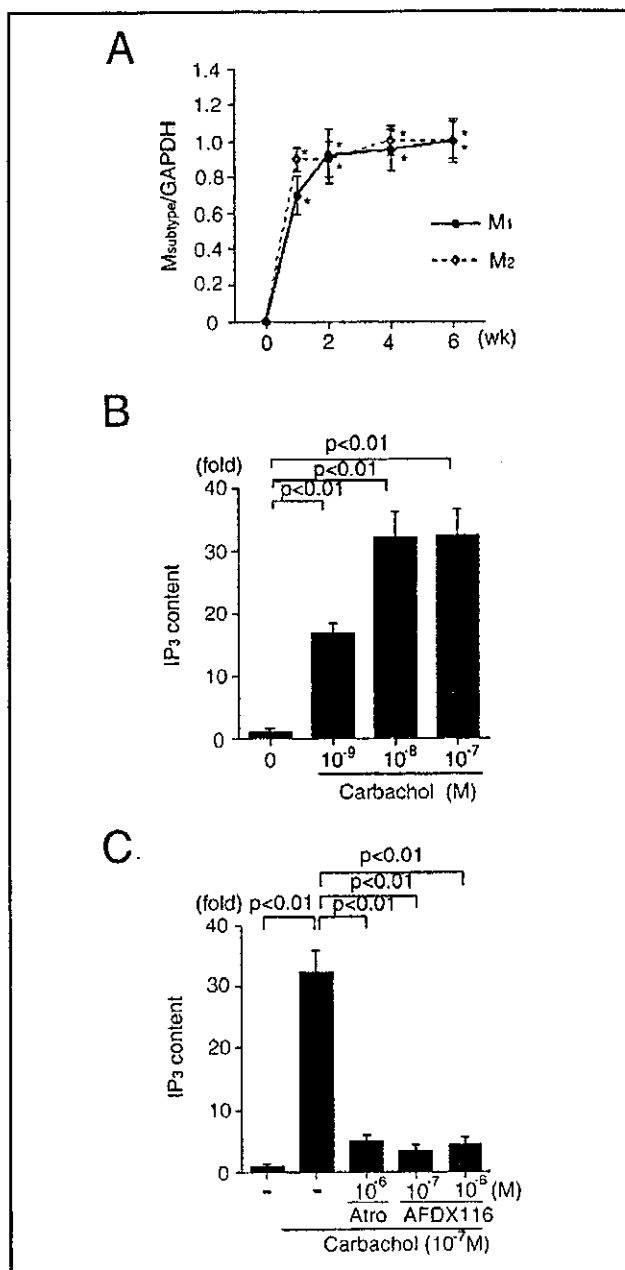 A
1.4
1.2
1.0
0.8
0.6
0.4
0.2
0
Msubtype/GAPDH
M1
M2
0 2 4 6 (wk)
B
p<0.01
(fold) p<0.01
p<0.01
40
30
20
10
0
IP3 content
0 10-9 10-8 10-7
Carbachol (M)
C.
p<0.01
p<0.01
(fold) p<0.01 p<0.01
40
30
20
10
0
IP3 content
- - 10-6 10-7 10-6 (M)
Atro AFDX116
Carbachol (10-7M)